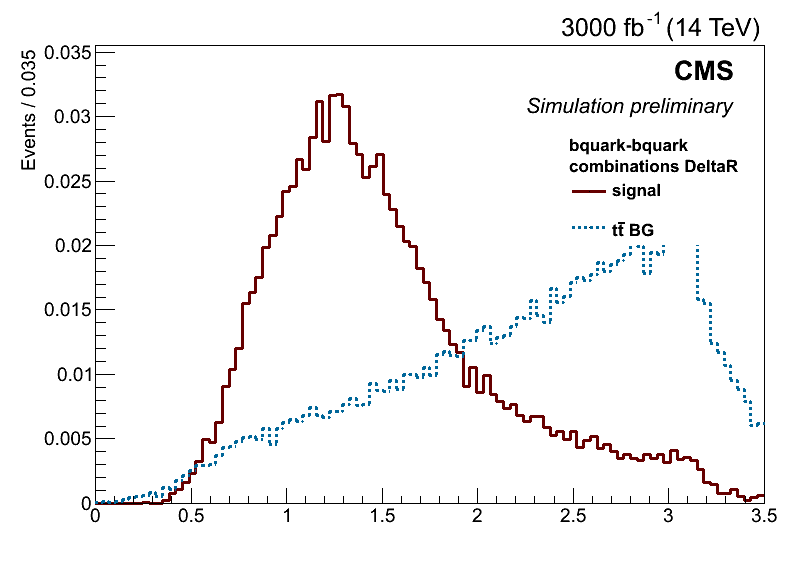 3000 fb⁻¹ (14 TeV)
Events / 0.035
0.035
0.03
0.025
0.02
0.015
0.01
0.005
0
CMS
Simulation preliminary
bquark-bquark
combinations DeltaR
signal
tt̄ BG
0 0.5 1 1.5 2 2.5 3 3.5